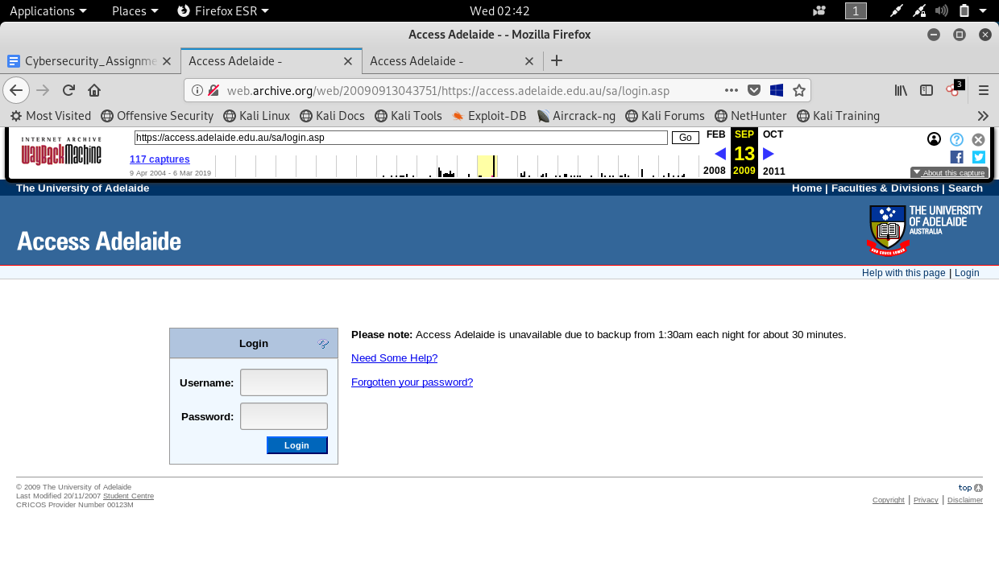 Applications Places Firefox ESR Wed 02:42 1
Access Adelaide - - Mozilla Firefox
Cybersecurity_Assignme Access Adelaide - Access Adelaide -
web.archive.org/web/20090913043751/https://access.adelaide.edu.au/sa/login.asp 3
Most Visited Offensive Security Kali Linux Kali Docs Kali Tools Exploit-DB Aircrack-ng Kali Forums NetHunter Kali Training
INTERNET ARCHIVE
WayBackMachine
https://access.adelaide.edu.au/sa/login.asp Go FEB SEP OCT
117 captures 13
9 Apr 2004 - 6 Mar 2019 2008 2009 2011
About this capture
The University of Adelaide Home | Faculties & Divisions | Search
THE UNIVERSITY
OF ADELAIDE
AUSTRALIA
Access Adelaide
Help with this page | Login
Login
Please note: Access Adelaide is unavailable due to backup from 1:30am each night for about 30 minutes.
Need Some Help?
Username:
Forgotten your password?
Password:
Login
© 2009 The University of Adelaide top
Last Modified 20/11/2007 Student Centre
CRICOS Provider Number 00123M
Copyright | Privacy | Disclaimer